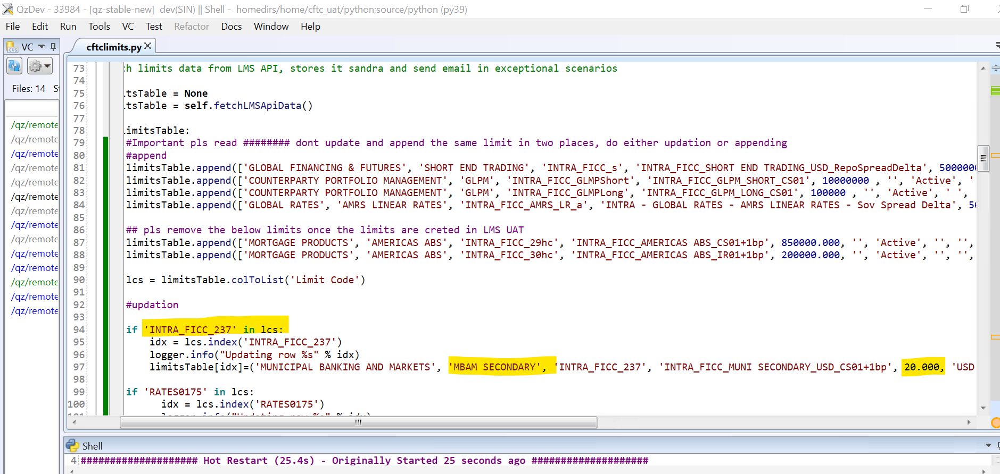 QzDev - 33984 - [qz-stable-new] dev(SIN) || Shell - homedirs/home/cftc_uat/python;source/python (py39)
File Edit Run Tools VC Test Refactor Docs Window Help
VC
cftclimits.py
Files: 14
/qz/remote
/qz/remote
/qz/remote
/qz/remote
/qz/remote
/qz/remote
/qz/remote
/qz/remote
/qz/remote
/qz/remote
/qz/remote
/qz/remote
/qz/remote
/qz/remote
73 h limits data from LMS API, stores it sandra and send email in exceptional scenarios
74
75 tsTable = None
76 tsTable = self.fetchLMSApiData()
77
78 imitsTable:
79 #Important pls read ######## dont update and append the same limit in two places, do either updation or appending
80 #append
81 limitsTable.append(['GLOBAL FINANCING & FUTURES', 'SHORT END TRADING', 'INTRA_FICC_s', 'INTRA_FICC_SHORT END TRADING_USD_RepoSpreadDelta', 500000
82 limitsTable.append(['COUNTERPARTY PORTFOLIO MANAGEMENT', 'GLPM', 'INTRA_FICC_GLMPShort', 'INTRA_FICC_GLPM_SHORT_CS01', 10000000 , '', 'Active', '
83 limitsTable.append(['COUNTERPARTY PORTFOLIO MANAGEMENT', 'GLPM', 'INTRA_FICC_GLMPLong', 'INTRA_FICC_GLPM_LONG_CS01', 100000 , '', 'Active', ' ',
84 limitsTable.append(['GLOBAL RATES', 'AMRS LINEAR RATES', 'INTRA_FICC_AMRS_LR_a', 'INTRA - GLOBAL RATES - AMRS LINEAR RATES - Sov Spread Delta', 5
85
86 ## pls remove the below limits once the limits are creted in LMS UAT
87 limitsTable.append(['MORTGAGE PRODUCTS', 'AMERICAS ABS', 'INTRA_FICC_29hc', 'INTRA_FICC_AMERICAS ABS_CS01+1bp', 850000.000, '', 'Active', '', '',
88 limitsTable.append(['MORTGAGE PRODUCTS', 'AMERICAS ABS', 'INTRA_FICC_30hc', 'INTRA_FICC_AMERICAS ABS_IR01+1bp', 200000.000, '', 'Active', '', '',
89
90 lcs = limitsTable.colToList('Limit Code')
91
92 #updation
93
94 if 'INTRA_FICC_237' in lcs:
95 idx = lcs.index('INTRA_FICC_237')
96 logger.info("Updating row %s" % idx)
97 limitsTable[idx]=('MUNICIPAL BANKING AND MARKETS', 'MBAM SECONDARY', 'INTRA_FICC_237', 'INTRA_FICC_MUNI SECONDARY_USD_CS01+1bp', 20.000, 'USD
98
99 if 'RATES0175' in lcs:
100 idx = lcs.index('RATES0175')
Shell
4 #################### Hot Restart (25.4s) - Originally Started 25 seconds ago ####################